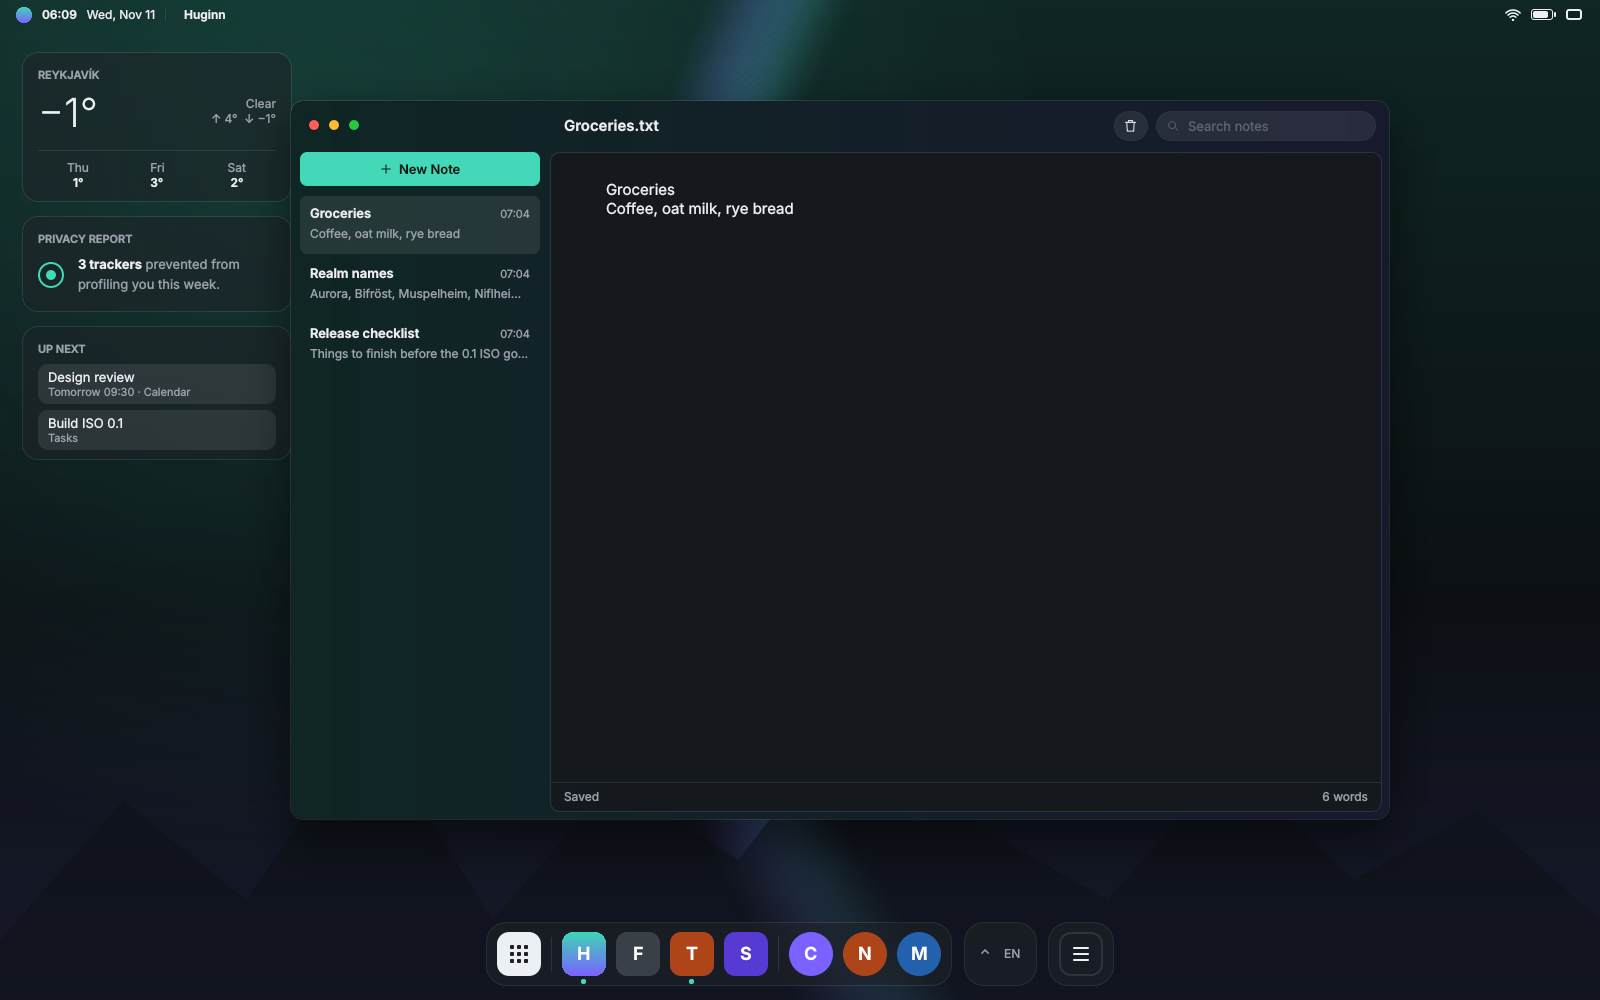 06:09 Wed, Nov 11 Huginn
REYKJAVÍK
−1°
Clear
↑ 4° ↓ −1°
Thu Fri Sat
1° 3° 2°
PRIVACY REPORT
3 trackers prevented from
profiling you this week.
UP NEXT
Design review
Tomorrow 09:30 · Calendar
Build ISO 0.1
Tasks
Groceries.txt
Search notes
+ New Note
Groceries 07:04
Coffee, oat milk, rye bread
Realm names 07:04
Aurora, Bifröst, Muspelheim, Niflhei...
Release checklist 07:04
Things to finish before the 0.1 ISO go...
Groceries
Coffee, oat milk, rye bread
Saved 6 words
H F T S C N M EN